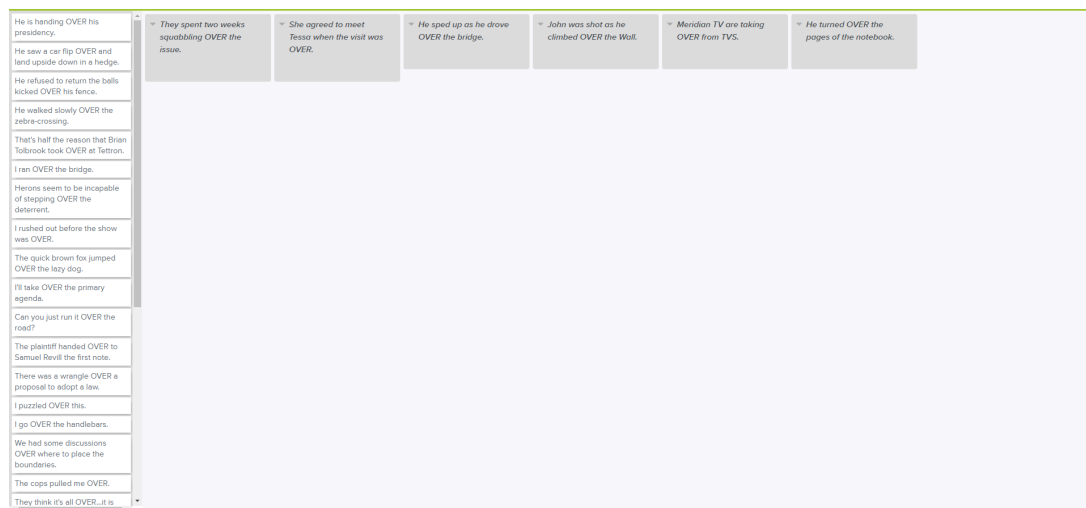 He is handing OVER his
presidency.
He saw a car flip OVER and
land upside down in a hedge.
He refused to return the balls
kicked OVER his fence.
He walked slowly OVER the
zebra-crossing.
That's half the reason that Brian
Tolbrook took OVER at Tettron.
I ran OVER the bridge.
Herons seem to be incapable
of stepping OVER the
deterrent.
I rushed out before the show
was OVER.
The quick brown fox jumped
OVER the lazy dog.
I'll take OVER the primary
agenda.
Can you just run it OVER the
road?
The plaintiff handed OVER to
Samuel Revill the first note.
There was a wrangle OVER a
proposal to adopt a law.
I puzzled OVER this.
I go OVER the handlebars.
We had some discussions
OVER where to place the
boundaries.
The cops pulled me OVER.
They think it's all OVER...it is
They spent two weeks
squabbling OVER the
issue.
She agreed to meet
Tessa when the visit was
OVER.
He sped up as he drove
OVER the bridge.
John was shot as he
climbed OVER the Wall.
Meridian TV are taking
OVER from TVS.
He turned OVER the
pages of the notebook.